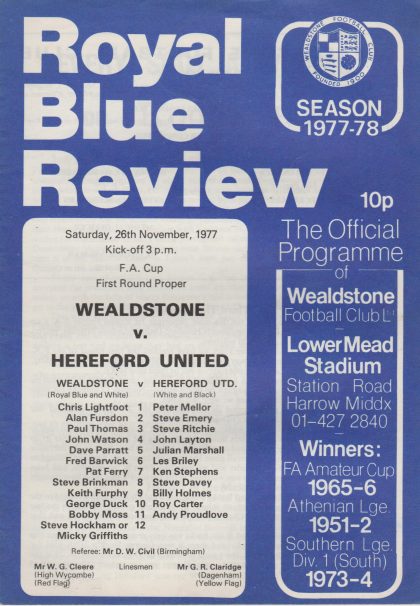 Royal
Blue
Review
WEALDSTONE FOOTBALL CLUB
FOUNDED 1900
SEASON
1977-78
10p
Saturday, 26th November, 1977
Kick-off 3 p.m.
F.A. Cup
First Round Proper
WEALDSTONE
v.
HEREFORD UNITED
WEALDSTONE v HEREFORD UTD.
(Royal Blue and White) (White and Black)
Chris Lightfoot 1 Peter Mellor
Alan Fursdon 2 Steve Emery
Paul Thomas 3 Steve Ritchie
John Watson 4 John Layton
Dave Parratt 5 Julian Marshall
Fred Barwick 6 Les Briley
Pat Ferry 7 Ken Stephens
Steve Brinkman 8 Steve Davey
Keith Furphy 9 Billy Holmes
George Duck 10 Roy Carter
Bobby Moss 11 Andy Proudlove
Steve Hockham or 12
Micky Griffiths
Referee: Mr D. W. Civil (Birmingham)
Mr W. G. Cleere Linesmen Mr G. R. Claridge
(High Wycombe) (Dagenham)
(Red Flag) (Yellow Flag)
The Official
Programme
of
Wealdstone
Football Club Ltd
Lower Mead
Stadium
Station Road
Harrow Middx
01-427 2840
Winners:
FA Amateur Cup
1965-6
Athenian Lge.
1951-2
Southern Lge.
Div. 1 (South)
1973-4